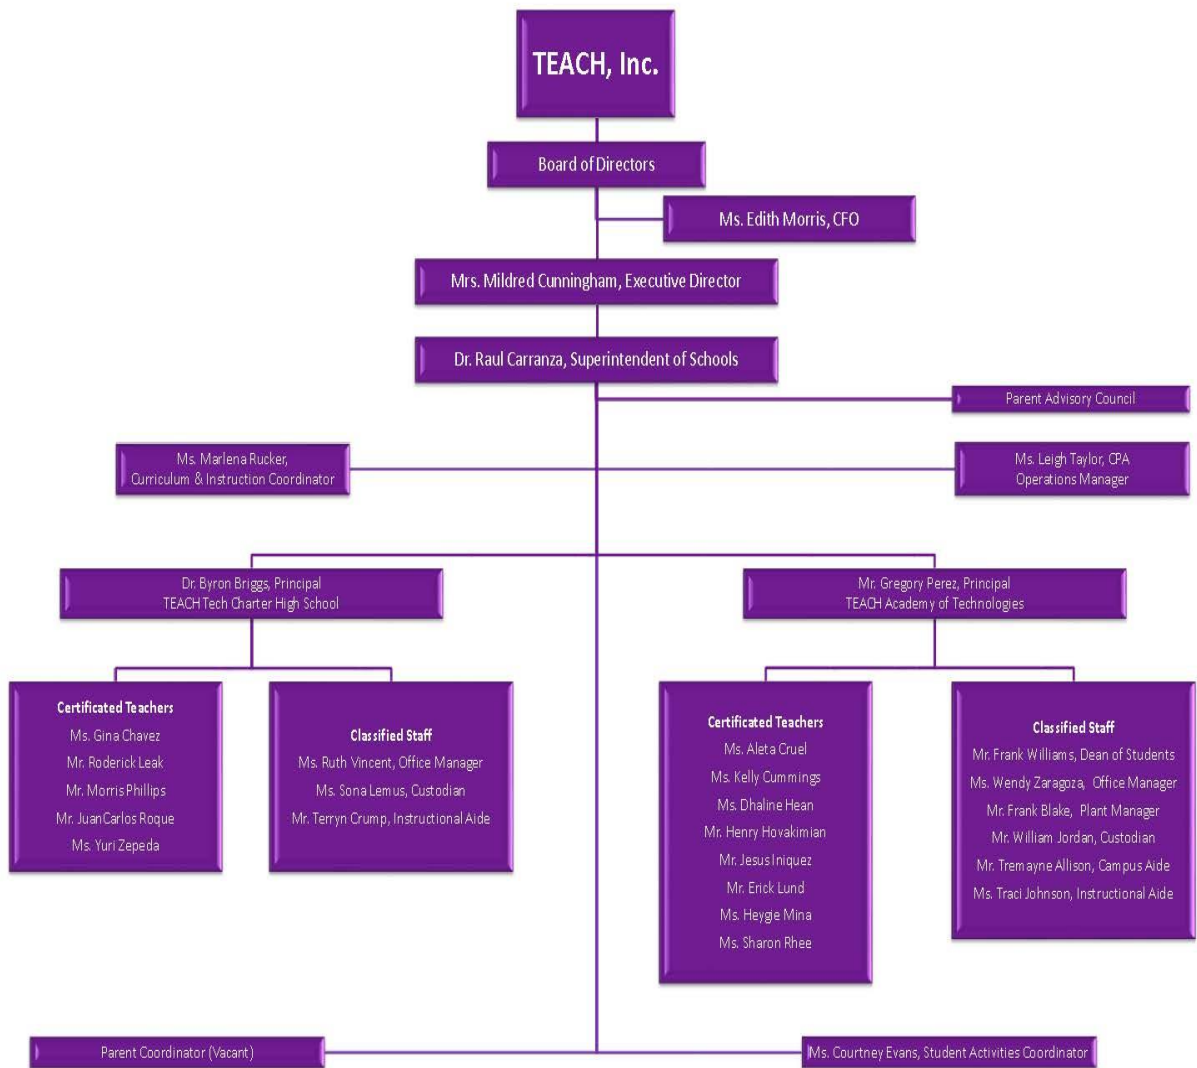 TEACH, Inc.
Board of Directors
Ms. Edith Morris, CFO
Mrs. Mildred Cunningham, Executive Director
Dr. Raul Carranza, Superintendent of Schools
Parent Advisory Council
Ms. Marlena Rucker,
Curriculum & Instruction Coordinator
Ms. Leigh Taylor, CPA
Operations Manager
Dr. Byron Briggs, Principal
TEACH Tech Charter High School
Mr. Gregory Perez, Principal
TEACH Academy of Technologies
Certificated Teachers
Ms. Gina Chavez
Mr. Roderick Leak
Mr. Morris Phillips
Mr. JuanCarlos Roque
Ms. Yuri Zepeda
Classified Staff
Ms. Ruth Vincent, Office Manager
Ms. Sona Lemus, Custodian
Mr. Terryn Crump, Instructional Aide
Certificated Teachers
Ms. Aleta Cruel
Ms. Kelly Cummings
Ms. Dhaline Hean
Mr. Henry Hovakimian
Mr. Jesus Iniquez
Mr. Erick Lund
Ms. Heygie Mina
Ms. Sharon Rhee
Classified Staff
Mr. Frank Williams, Dean of Students
Ms. Wendy Zaragoza, Office Manager
Mr. Frank Blake, Plant Manager
Mr. William Jordan, Custodian
Mr. Tremayne Allison, Campus Aide
Ms. Traci Johnson, Instructional Aide
Parent Coordinator (Vacant)
Ms. Courtney Evans, Student Activities Coordinator